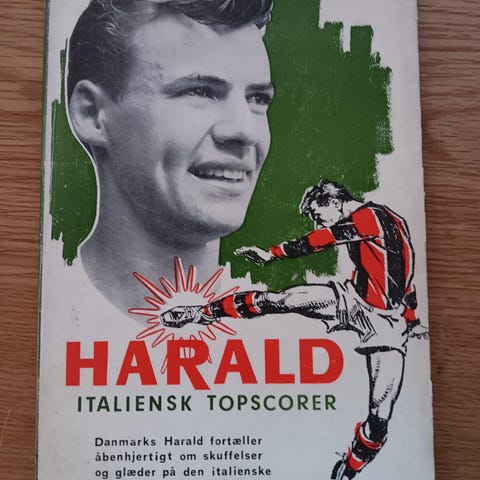 HARALD
ITALIENSK TOPSCORER
Danmarks Harald fortæller
åbenhjertigt om skuffelser
og glæder på den italienske